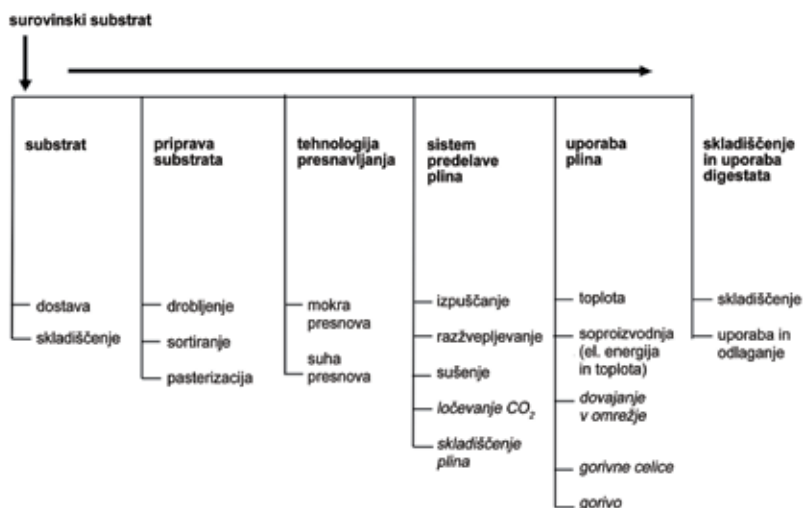 surovinski substrat
substrat
priprava
substrata
tehnologija
presnavljanja
sistem
predelave
plina
uporaba
plina
skladiščenje
in uporaba
digestata
dostava
skladiščenje
drobljenje
sortiranje
pasterizacija
mokra
presnova
suha
presnova
izpuščanje
razžvepljevanje
sušenje
ločevanje CO₂
skladiščenje
plina
toplota
soproizvodnja
(el. energija
in toplota)
dovajanje
v omrežje
gorivne celice
gorivo
skladiščenje
uporaba in
odlaganje